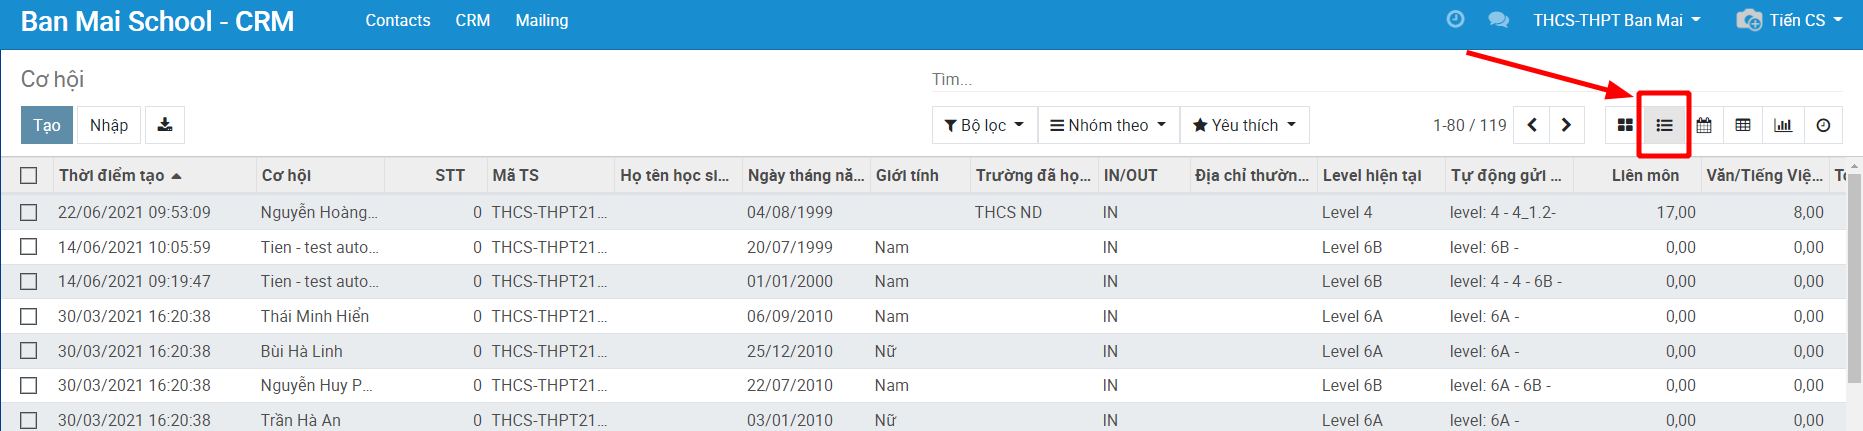 Ban Mai School - CRM Contacts CRM Mailing THCS-THPT Ban Mai Tiến CS
Cơ hội Tìm...
Tạo Nhập Bộ lọc Nhóm theo Yêu thích 1-80 / 119
Thời điểm tạo Cơ hội STT Mã TS Họ tên học si... Ngày tháng nă... Giới tính Trường đã họ... IN/OUT Địa chỉ thườn... Level hiện tại Tự động gửi ... Liên môn Văn/Tiếng Việ...
22/06/2021 09:53:09 Nguyễn Hoàng... 0 THCS-THPT21... 04/08/1999 THCS ND IN Level 4 level: 4 - 4_1.2- 17,00 8,00
14/06/2021 10:05:59 Tien - test auto... 0 THCS-THPT21... 20/07/1999 Nam IN Level 6B level: 6B - 0,00 0,00
14/06/2021 09:19:47 Tien - test auto... 0 THCS-THPT21... 01/01/2000 Nam IN Level 6B level: 4 - 4 - 6B - 0,00 0,00
30/03/2021 16:20:38 Thái Minh Hiển 0 THCS-THPT21... 06/09/2010 Nam IN Level 6A level: 6A - 0,00 0,00
30/03/2021 16:20:38 Bùi Hà Linh 0 THCS-THPT21... 25/12/2010 Nữ IN Level 6A level: 6A - 0,00 0,00
30/03/2021 16:20:38 Nguyễn Huy P... 0 THCS-THPT21... 22/07/2010 Nam IN Level 6B level: 6A - 6B - 0,00 0,00
30/03/2021 16:20:38 Trần Hà An 0 THCS-THPT21... 03/01/2010 Nữ IN Level 6A level: 6A - 0,00 0,00